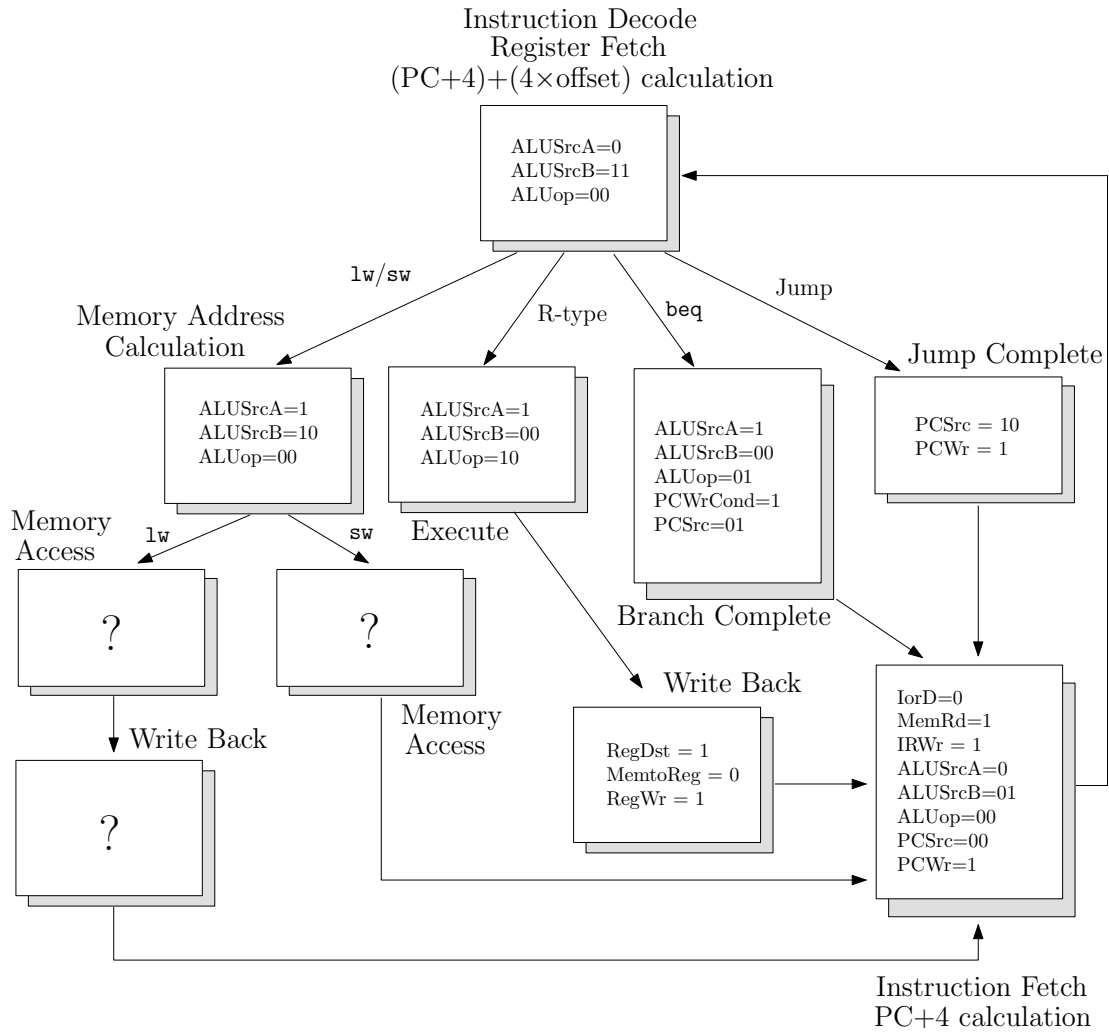 Instruction Decode
Register Fetch
(PC+4)+(4×offset) calculation
ALUSrcA=0
ALUSrcB=11
ALUop=00
lw/sw
R-type
beq
Jump
Memory Address
Calculation
ALUSrcA=1
ALUSrcB=10
ALUop=00
ALUSrcA=1
ALUSrcB=00
ALUop=10
Execute
ALUSrcA=1
ALUSrcB=00
ALUop=01
PCWrCond=1
PCSrc=01
Branch Complete
Jump Complete
PCSrc = 10
PCWr = 1
Memory
Access
lw
sw
?
?
Memory
Access
Write Back
?
Write Back
RegDst = 1
MemtoReg = 0
RegWr = 1
IorD=0
MemRd=1
IRWr = 1
ALUSrcA=0
ALUSrcB=01
ALUop=00
PCSrc=00
PCWr=1
Instruction Fetch
PC+4 calculation